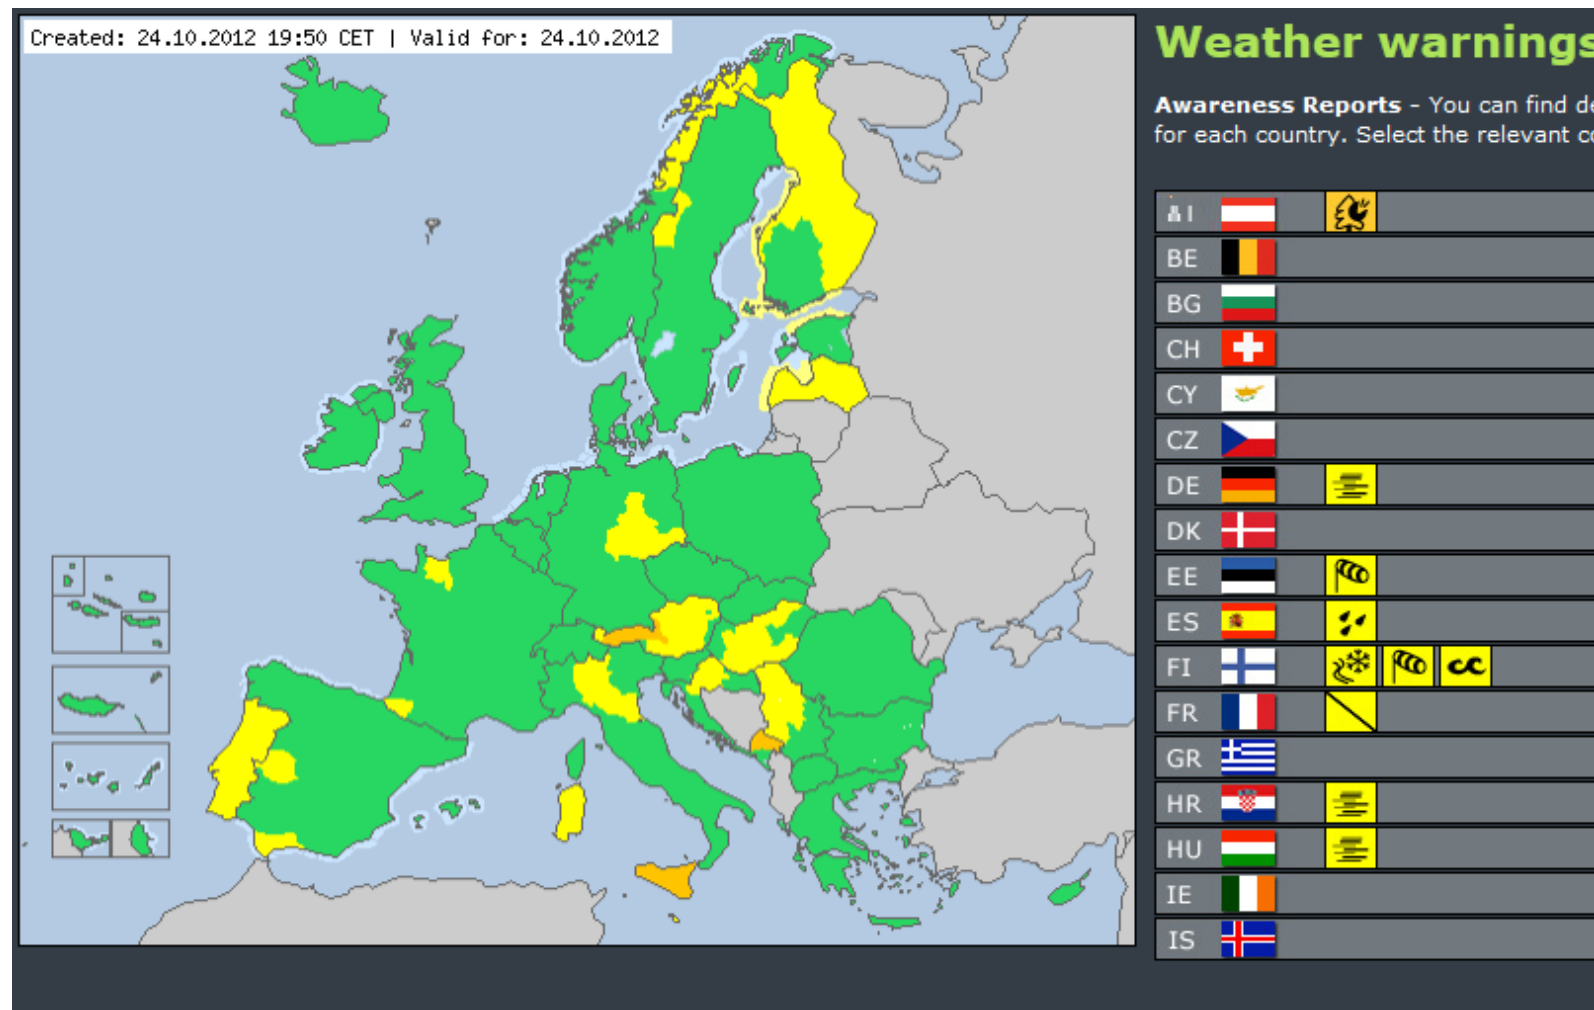 Created: 24.10.2012 19:50 CET | Valid for: 24.10.2012
Weather warnings
Awareness Reports - You can find de
for each country. Select the relevant co
BE
BG
CH
CY
CZ
DE
DK
EE
ES
FI
FR
GR
HR
HU
IE
IS